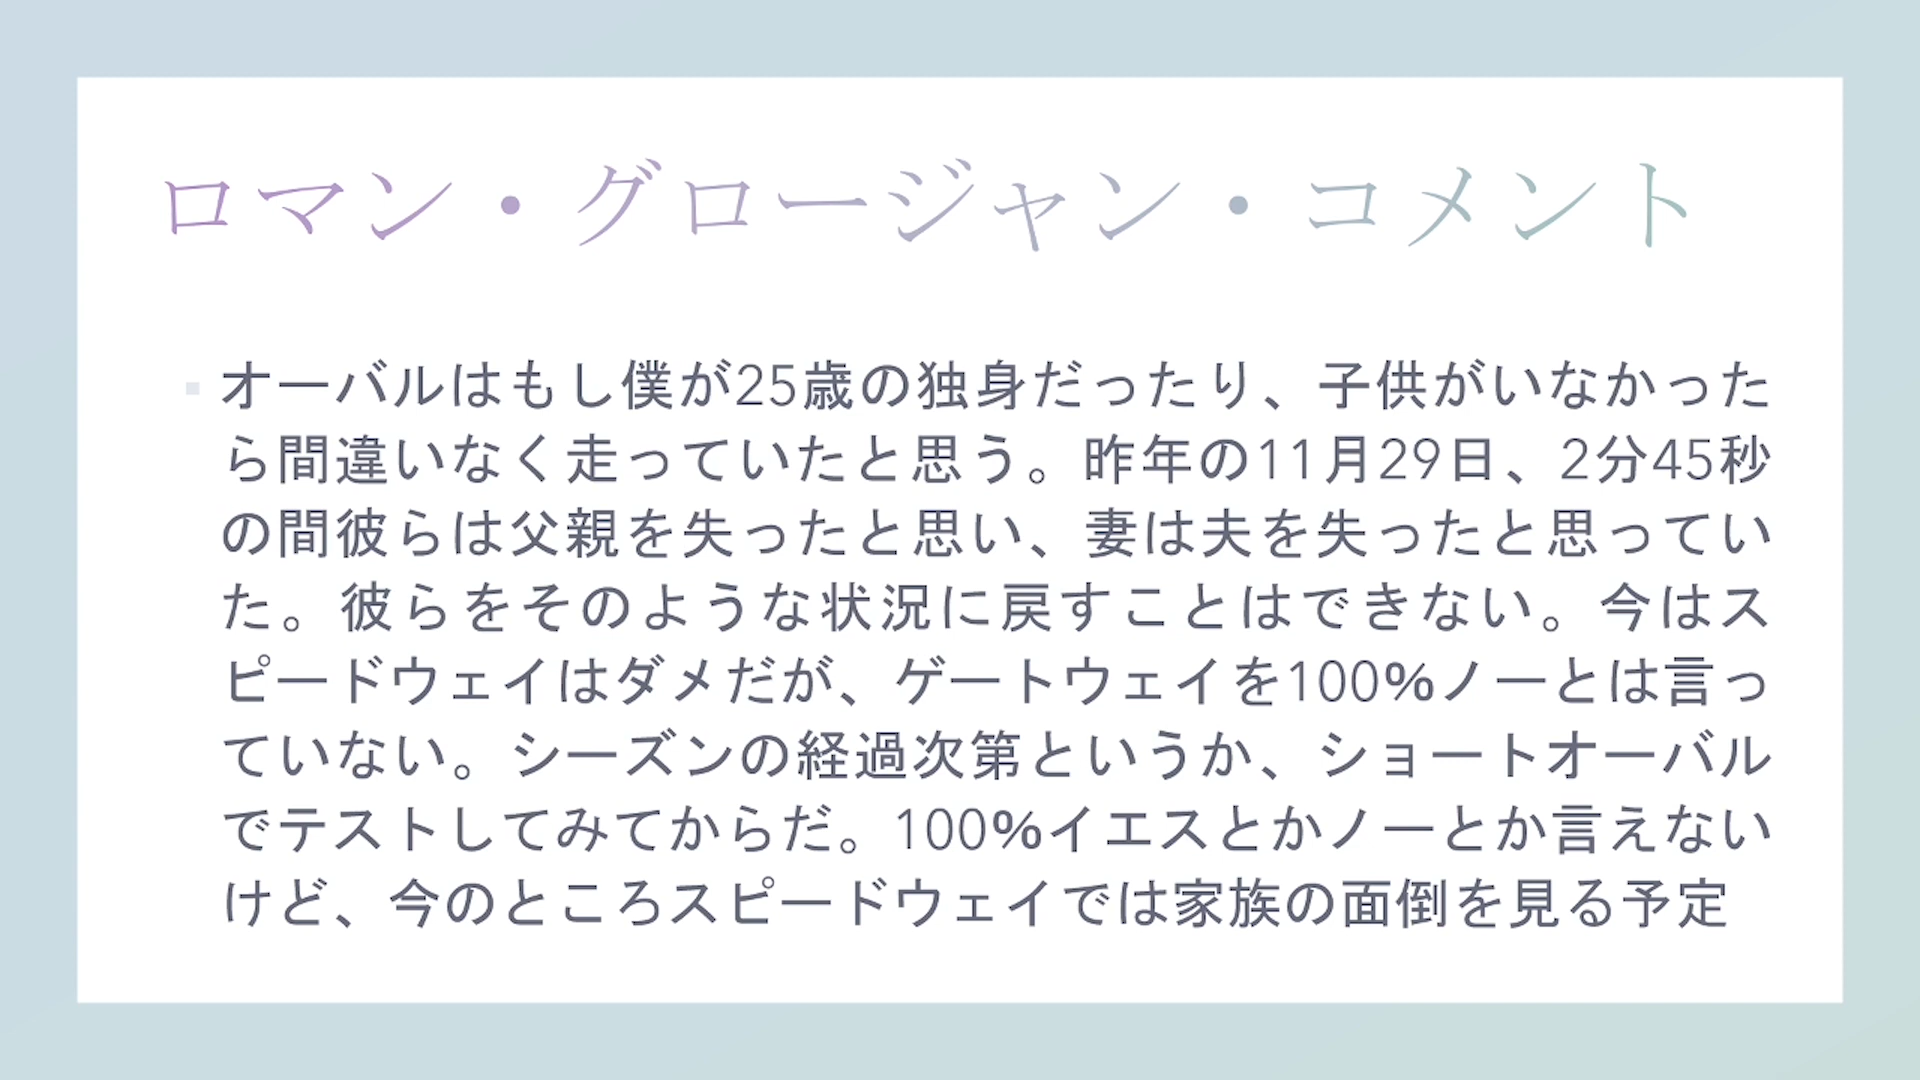 ロマン・グロージャン・コメント
オーバルはもし僕が25歳の独身だったり、子供がいなかった
ら間違いなく走っていたと思う。昨年の11月29日、2分45秒
の間彼らは父親を失ったと思い、妻は夫を失ったと思ってい
た。彼らをそのような状況に戻すことはできない。今はス
ピードウェイはダメだが、ゲートウェイを100%ノーとは言っ
ていない。シーズンの経過次第というか、ショートオーバル
でテストしてみてからだ。100%イエスとかノーとか言えない
けど、今のところスピードウェイでは家族の面倒を見る予定